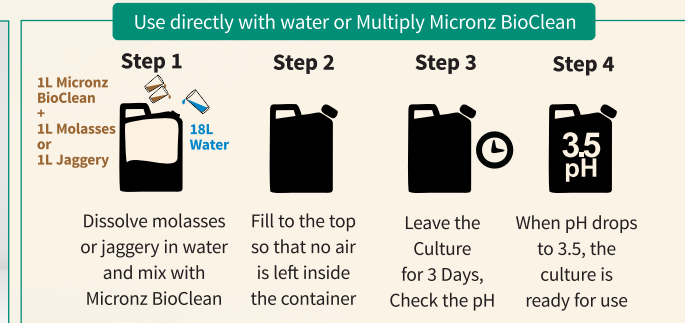 Use directly with water or Multiply Micronz BioClean
Step 1
1L Micronz
BioClean
+
1L Molasses
or
1L Jaggery
18L
Water
Dissolve molasses
or jaggery in water
and mix with
Micronz BioClean
Step 2
Fill to the top
so that no air
is left inside
the container
Step 3
Leave the
Culture
for 3 Days,
Check the pH
Step 4
3.5
pH
When pH drops
to 3.5, the
culture is
ready for use